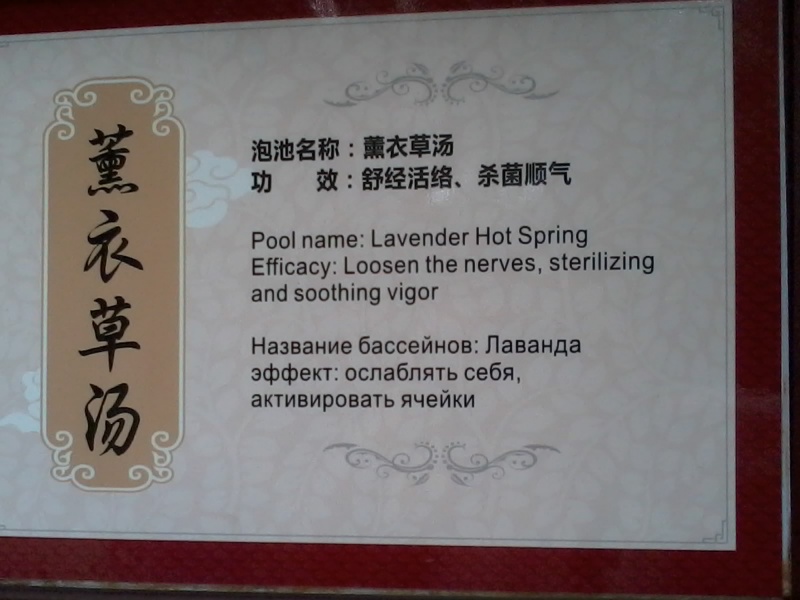 薰衣草汤
泡池名称：薰衣草汤
功　　效：舒经活络、杀菌顺气
Pool name: Lavender Hot Spring
Efficacy: Loosen the nerves, sterilizing
and soothing vigor
Название бассейнов: Лаванда
эффект: ослаблять себя,
активировать ячейки